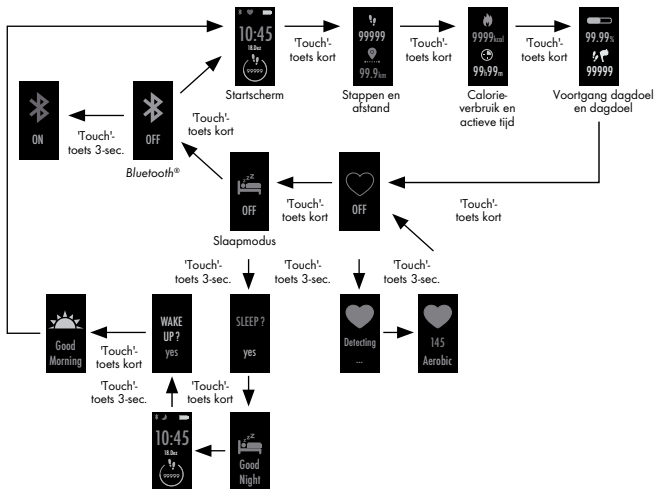 10:45
18.Dez
99999
Startscherm
'Touch'-
toets kort
99999
99.9km
Stappen en
afstand
'Touch'-
toets kort
9999kcal
99h99m
Calorie-
verbruik en
actieve tijd
'Touch'-
toets kort
99.99%
99999
Voortgang dagdoel
en dagdoel
'Touch'-
toets kort
OFF
'Touch'-
toets kort
OFF
Slaapmodus
'Touch'-
toets kort
OFF
Bluetooth®
'Touch'-
toets 3-sec.
ON
'Touch'-
toets 3-sec.
'Touch'-
toets 3-sec.
'Touch'-
toets 3-sec.
Detecting
...
145
Aerobic
SLEEP ?
yes
'Touch'-
toets kort
Good
Night
10:45
18.Dez
99999
'Touch'-
toets 3-sec.
WAKE
UP ?
yes
'Touch'-
toets kort
Good
Morning